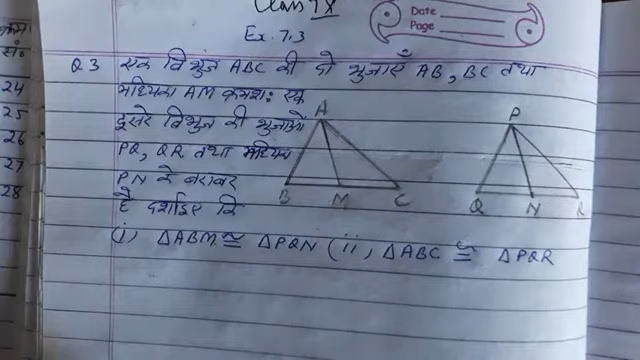 Class IX
Date
Page
Ex. 7.3
Q 3 एक त्रिभुज ABC की दो भुजाएँ AB, BC तथा
माध्यिका AM क्रमशः एक
दूसरे त्रिभुज की भुजाओं
PQ, QR तथा माध्यिका
PN के बराबर
है दर्शाइए कि
A
B M C
P
Q N R
(i) ΔABM ≅ ΔPQN (ii) ΔABC ≅ ΔPQR
24
25
26
27
28